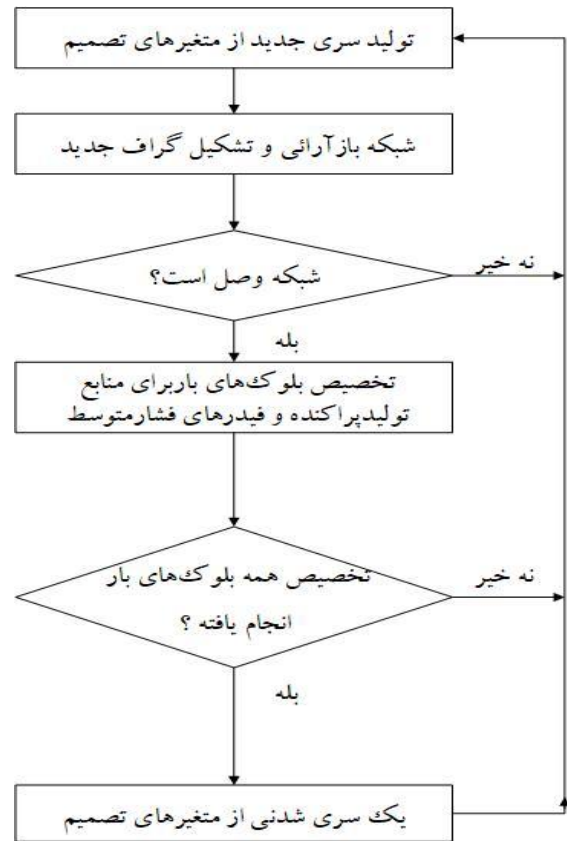 تولید سری جدید از متغیرهای تصمیم
شبکه بازآرائی و تشکیل گراف جدید
شبکه وصل است؟
نه خیر
بله
تخصیص بلوک‌های باربرای منابع
تولیدپراکنده و فیدرهای فشارمتوسط
تخصیص همه بلوک‌های بار
انجام یافته ؟
نه خیر
بله
یک سری شدنی از متغیرهای تصمیم